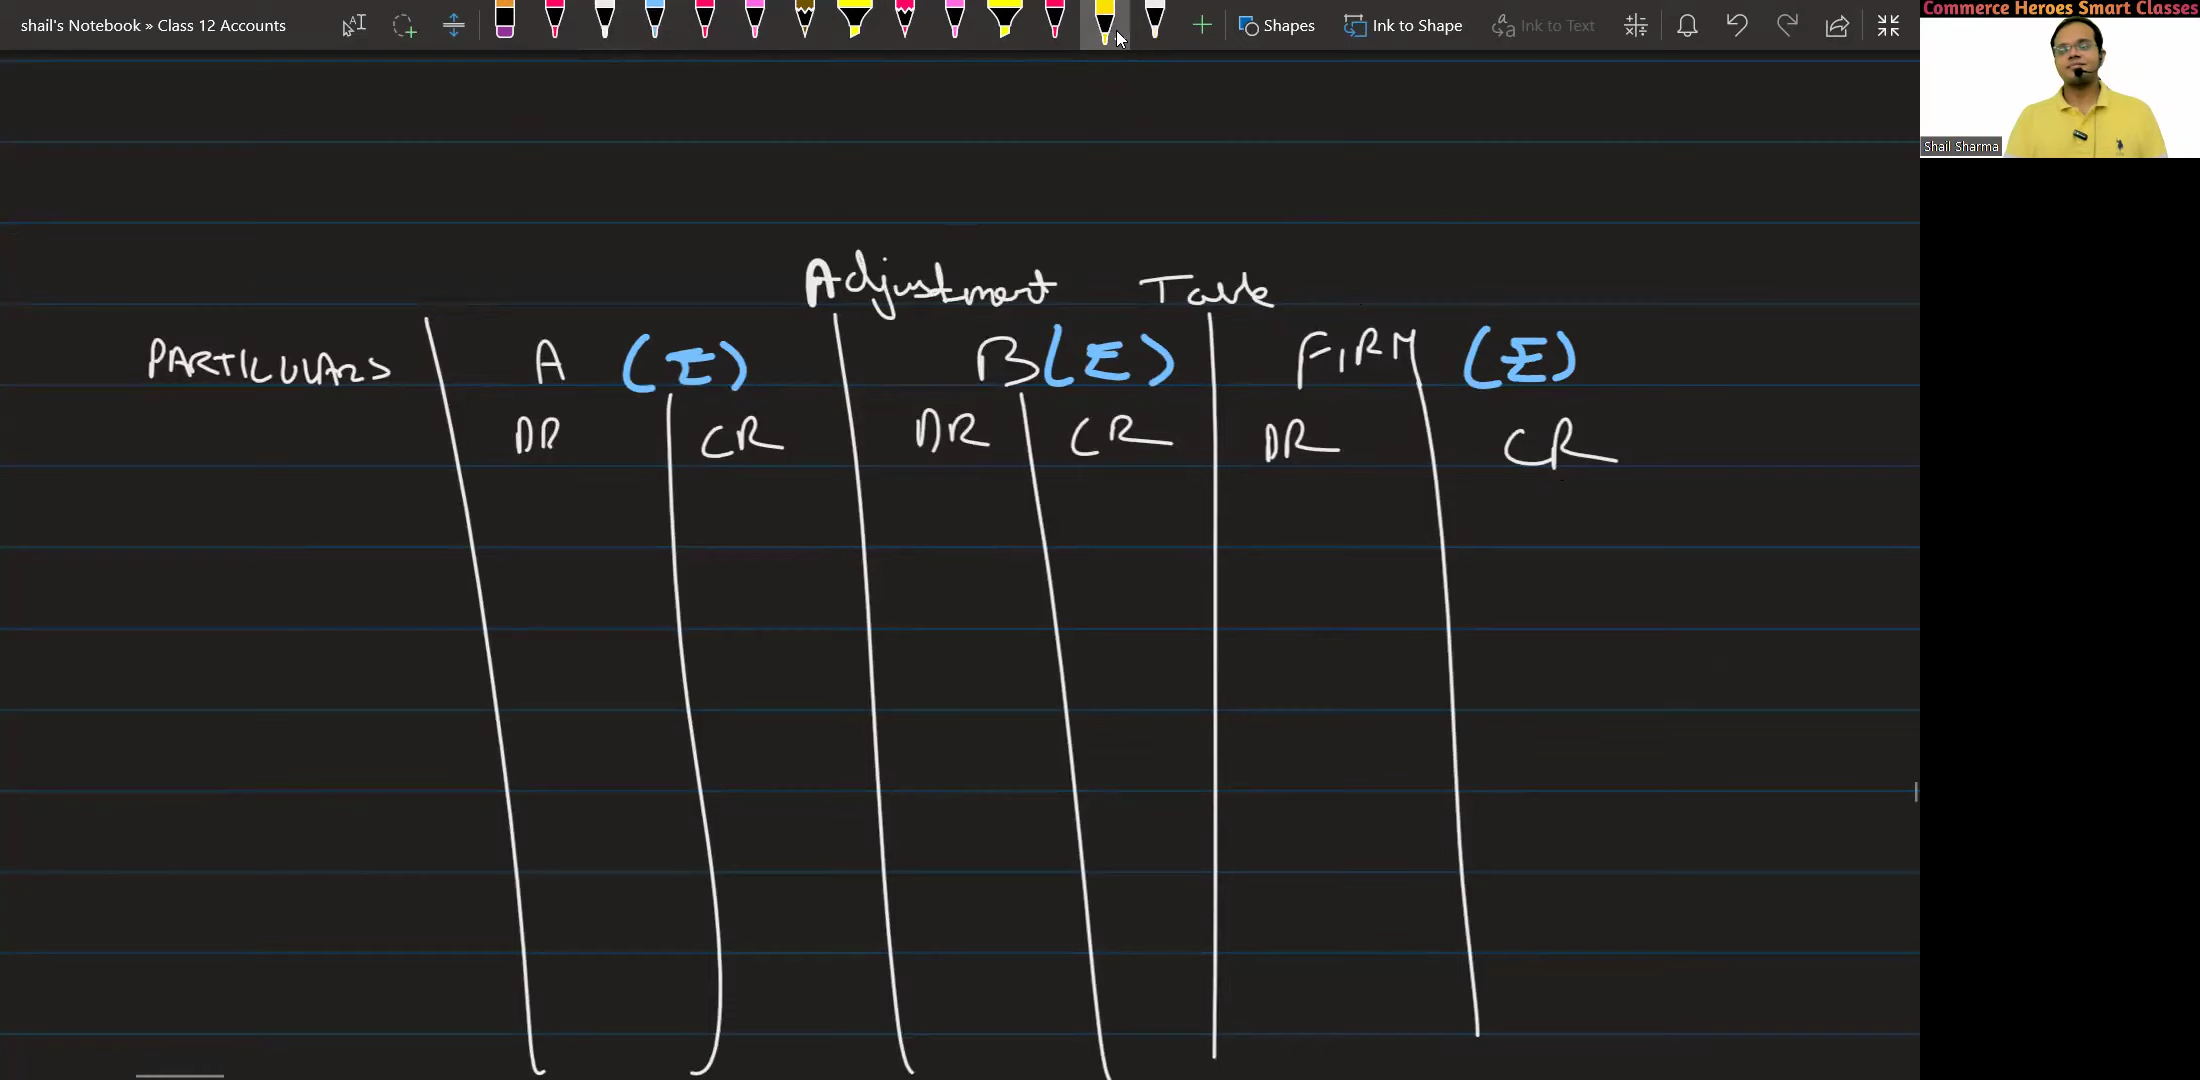 shail's Notebook » Class 12 Accounts
Shapes
Ink to Shape
Ink to Text
Commerce Heroes Smart Classes
Shail Sharma
Adjustment Table
PARTICULARS A (Σ) B (Σ) FIRM (Σ)
DR CR DR CR DR CR